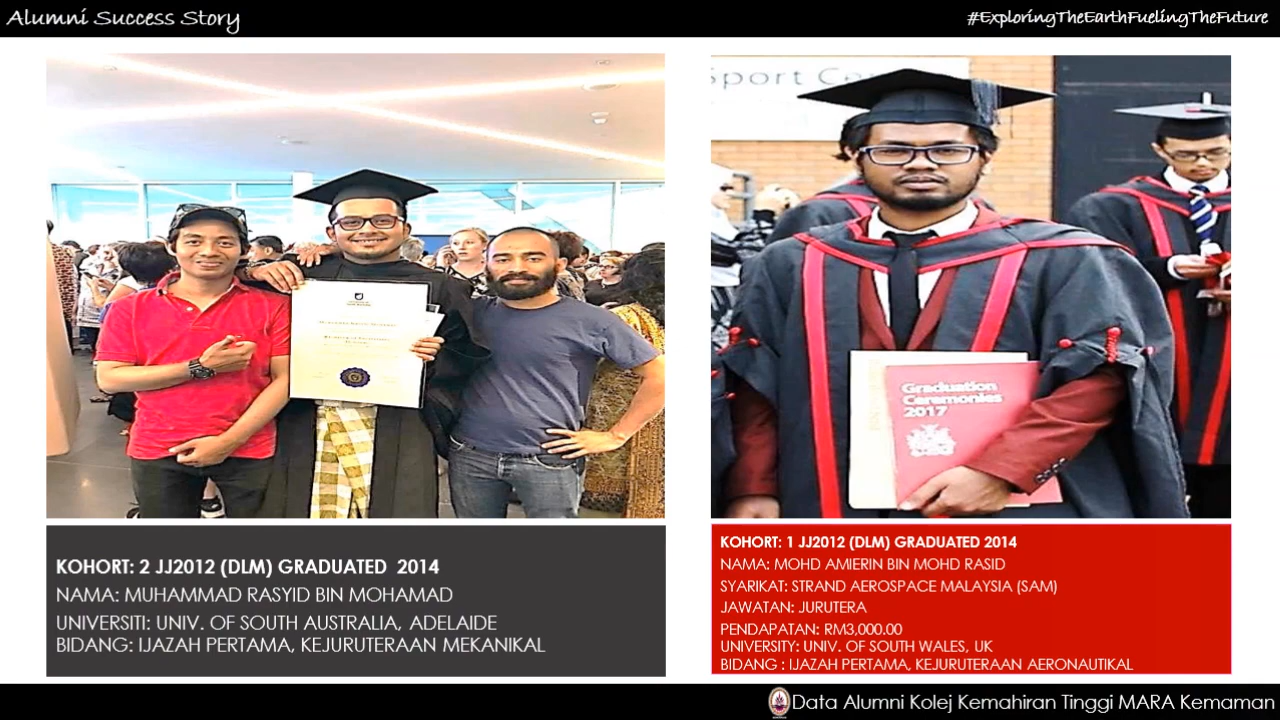 Alumni Success Story
#ExploringTheEarthFuelingTheFuture
Sport Ce
Graduation
Ceremonies
2017
KOHORT: 2 JJ2012 (DLM) GRADUATED 2014
NAMA: MUHAMMAD RASYID BIN MOHAMAD
UNIVERSITI: UNIV. OF SOUTH AUSTRALIA, ADELAIDE
BIDANG: IJAZAH PERTAMA, KEJURUTERAAN MEKANIKAL
KOHORT: 1 JJ2012 (DLM) GRADUATED 2014
NAMA: MOHD AMIERIN BIN MOHD RASID
SYARIKAT: STRAND AEROSPACE MALAYSIA (SAM)
JAWATAN: JURUTERA
PENDAPATAN: RM3,000.00
UNIVERSITY: UNIV. OF SOUTH WALES, UK
BIDANG : IJAZAH PERTAMA, KEJURUTERAAN AERONAUTIKAL
Data Alumni Kolej Kemahiran Tinggi MARA Kemaman